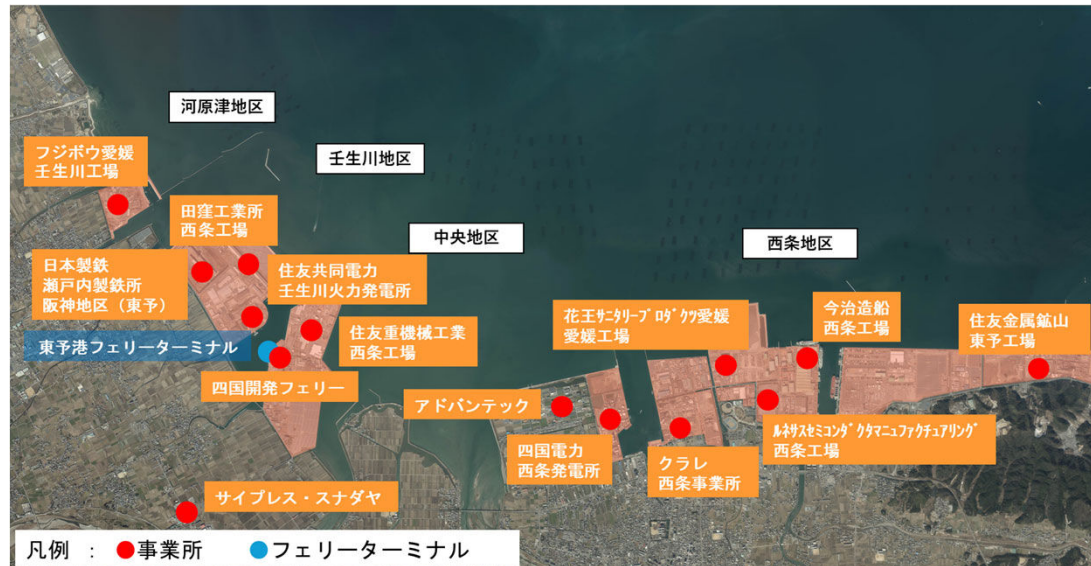 河原津地区
フジボウ愛媛
壬生川工場
壬生川地区
田窪工業所
西条工場
中央地区
西条地区
日本製鉄
瀬戸内製鉄所
阪神地区（東予）
住友共同電力
壬生川火力発電所
花王ｻﾆﾀﾘｰﾌﾟﾛﾀﾞｸﾂ愛媛
愛媛工場
今治造船
西条工場
住友金属鉱山
東予工場
東予港フェリーターミナル
住友重機械工業
西条工場
四国開発フェリー
アドバンテック
四国電力
西条発電所
クラレ
西条事業所
ﾙﾈｻｽｾﾐｺﾝﾀﾞｸﾀﾏﾆｭﾌｧｸﾁｭｱﾘﾝｸﾞ
西条工場
サイプレス・スナダヤ
凡例 ： 事業所 フェリーターミナル